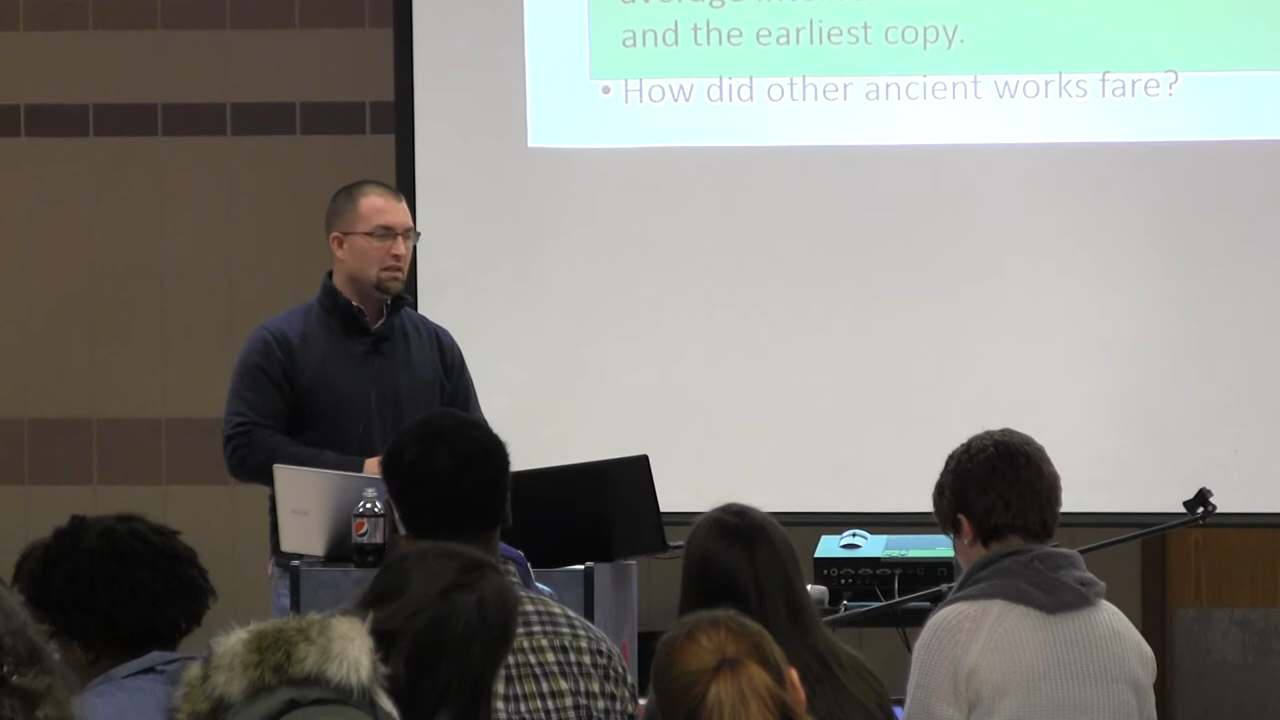 and the earliest copy.
• How did other ancient works fare?